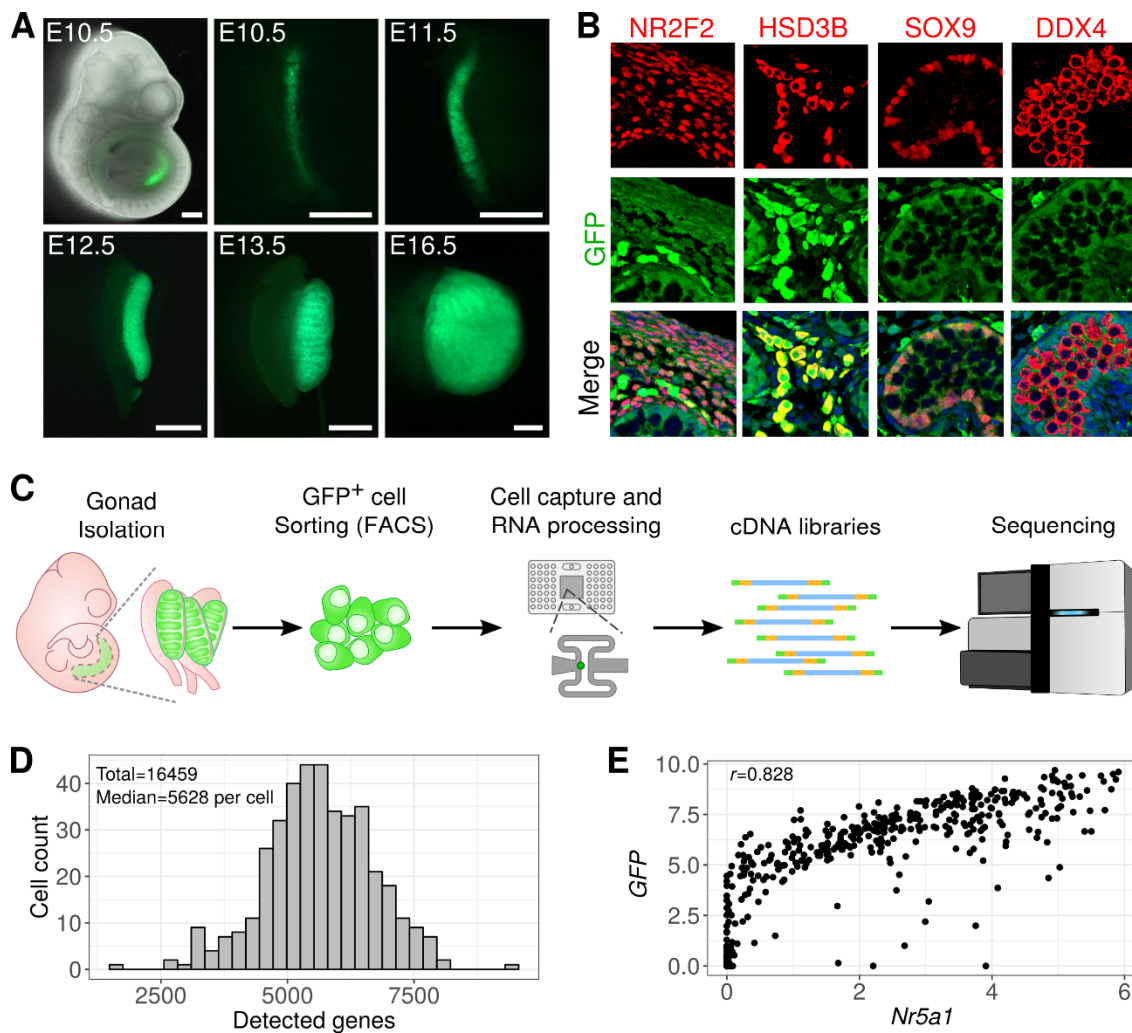 A
E10.5
E10.5
E11.5
E12.5
E13.5
E16.5
B
NR2F2
HSD3B
SOX9
DDX4
GFP
Merge
C
Gonad
Isolation
GFP+ cell
Sorting (FACS)
Cell capture and
RNA processing
cDNA libraries
Sequencing
D
Total=16459
Median=5628 per cell
Cell count
40
20
0
2500
5000
7500
Detected genes
E
r=0.828
GFP
10.0
7.5
5.0
2.5
0.0
0
2
4
6
Nr5a1